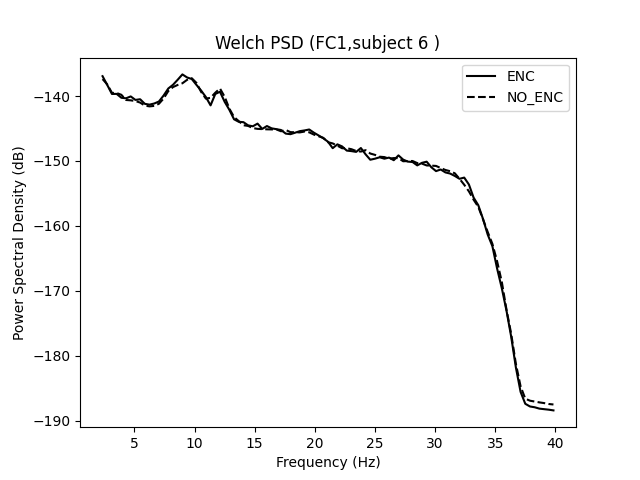 Welch PSD (FC1,subject 6 )
ENC
NO_ENC
Power Spectral Density (dB)
−140
−150
−160
−170
−180
−190
5 10 15 20 25 30 35 40
Frequency (Hz)